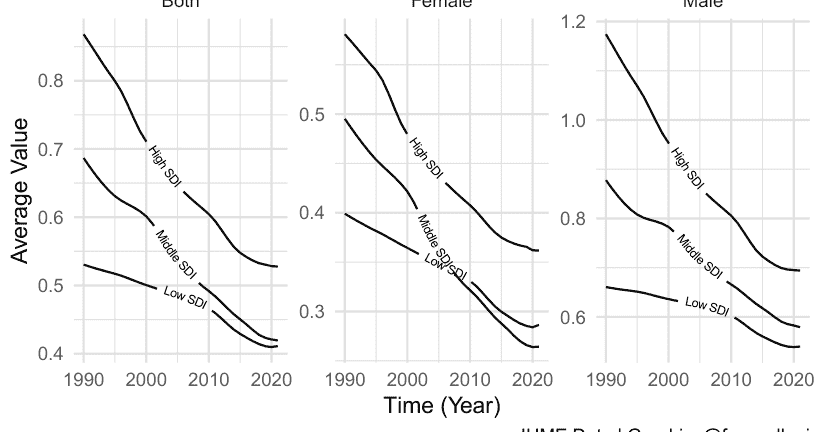 Both Female Male
Average Value
0.8
0.7
0.6
0.5
0.4
High SDI
Middle SDI
Low SDI
1990 2000 2010 2020
0.5
0.4
0.3
High SDI
Middle SDI
Low SDI
1990 2000 2010 2020
1.2
1.0
0.8
0.6
High SDI
Middle SDI
Low SDI
1990 2000 2010 2020
Time (Year)